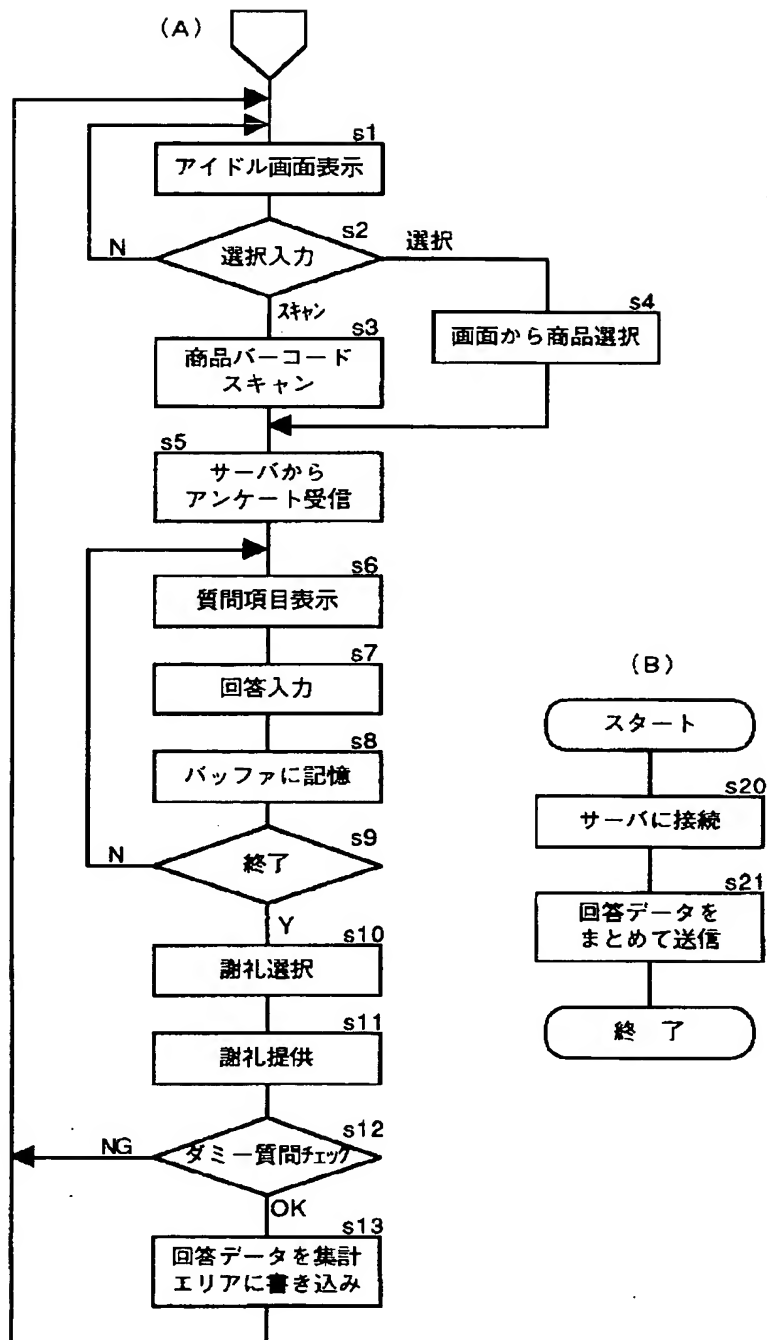 (A)
s1
アイドル画面表示
s2
選択入力
N
選択
スキャン
s3
商品バーコード
スキャン
s4
画面から商品選択
s5
サーバから
アンケート受信
s6
質問項目表示
s7
回答入力
s8
バッファに記憶
s9
終了
N
Y
s10
謝礼選択
s11
謝礼提供
s12
ダミー質問チェック
NG
OK
s13
回答データを集計
エリアに書き込み
(B)
スタート
s20
サーバに接続
s21
回答データを
まとめて送信
終 了